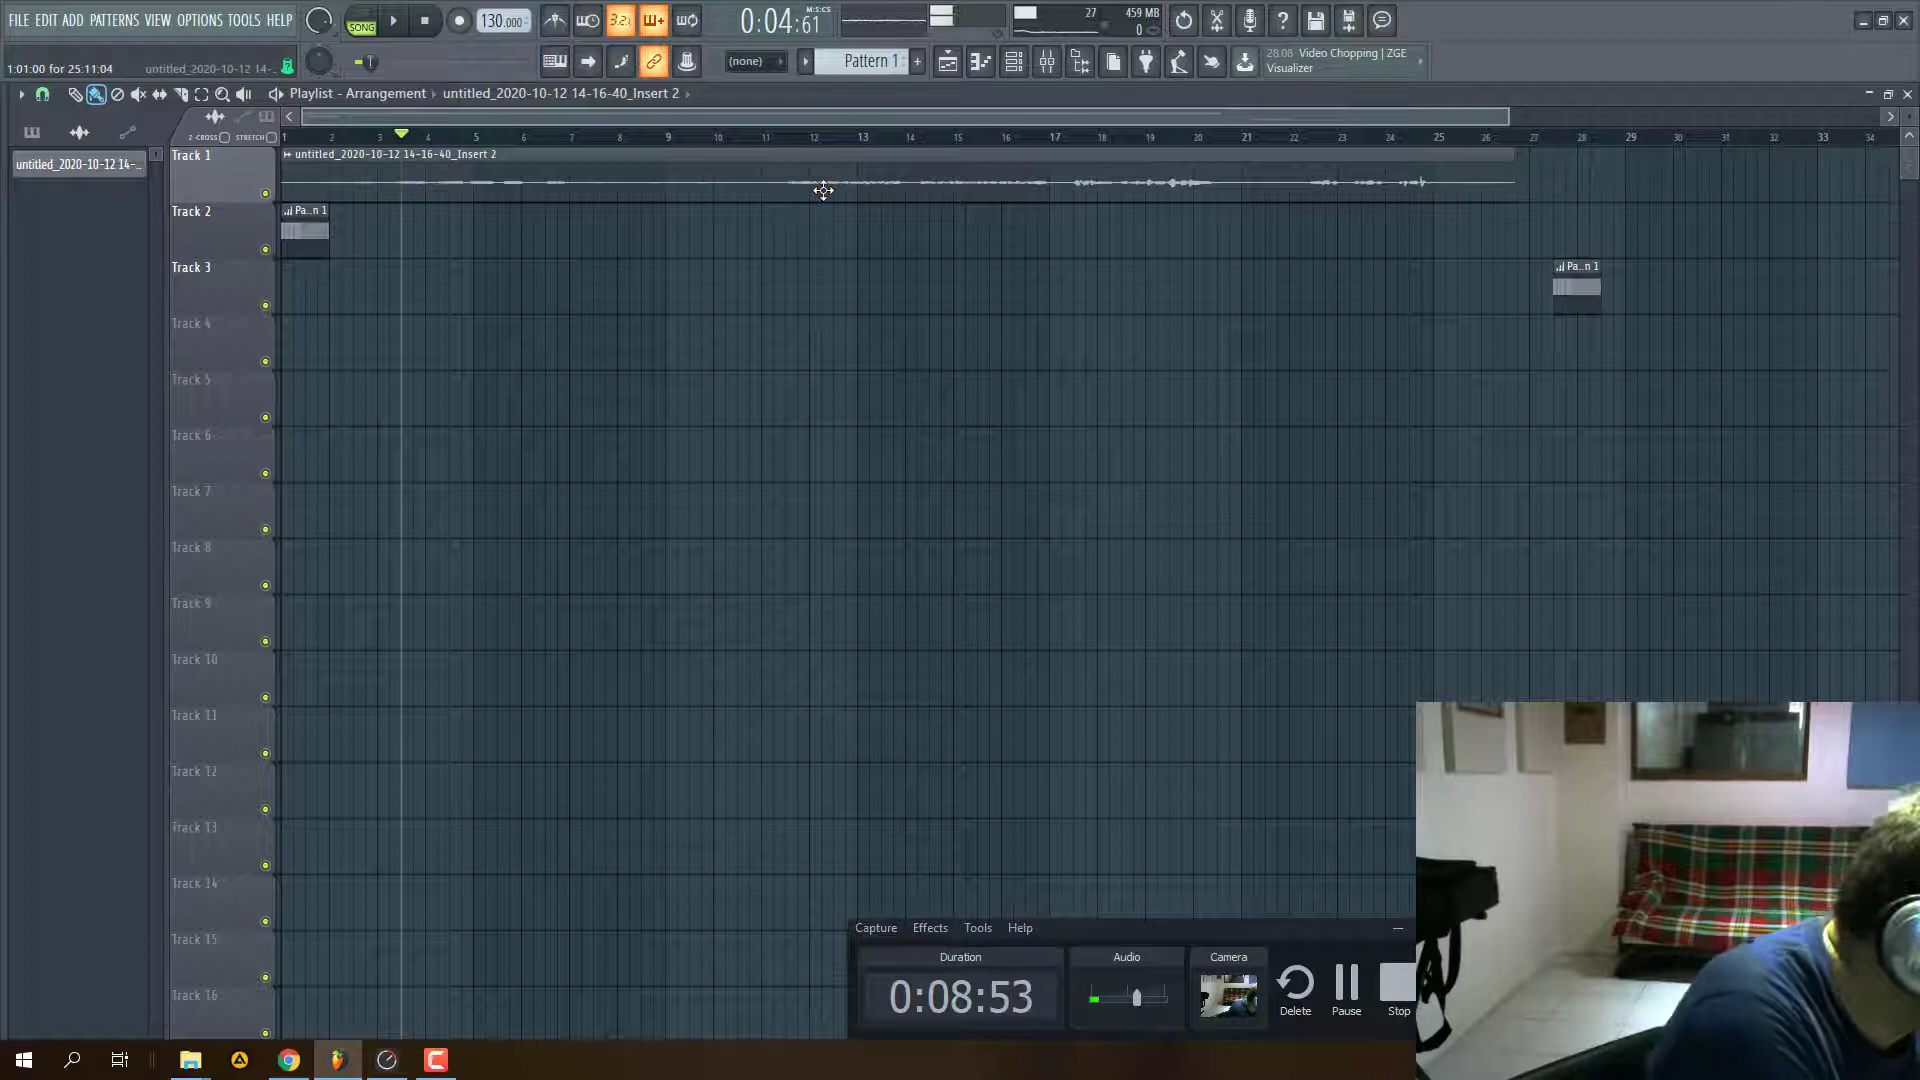 FILE EDIT ADD PATTERNS VIEW OPTIONS TOOLS HELP
SONG
130.000
3.2.
0:04:61
M:S:CS
27
459 MB
0
1:01:00 for 25:11:04
untitled_2020-10-12 14-..
(none)
Pattern 1
28.08 Video Chopping | ZGE
Visualizer
Playlist - Arrangement
untitled_2020-10-12 14-16-40_Insert 2
Z-CROSS
STRETCH
1 2 3 4 5 6 7 8 9 10 11 12 13 14 15 16 17 18 19 20 21 22 23 24 25 26 27 28 29 30 31 32 33 34
untitled_2020-10-12 14-..
Track 1
untitled_2020-10-12 14-16-40_Insert 2
Track 2
Pa..n 1
Track 3
Pa..n 1
Track 4
Track 5
Track 6
Track 7
Track 8
Track 9
Track 10
Track 11
Track 12
Track 13
Track 14
Track 15
Track 16
Capture Effects Tools Help
Duration
Audio
Camera
0:08:53
Delete
Pause
Stop